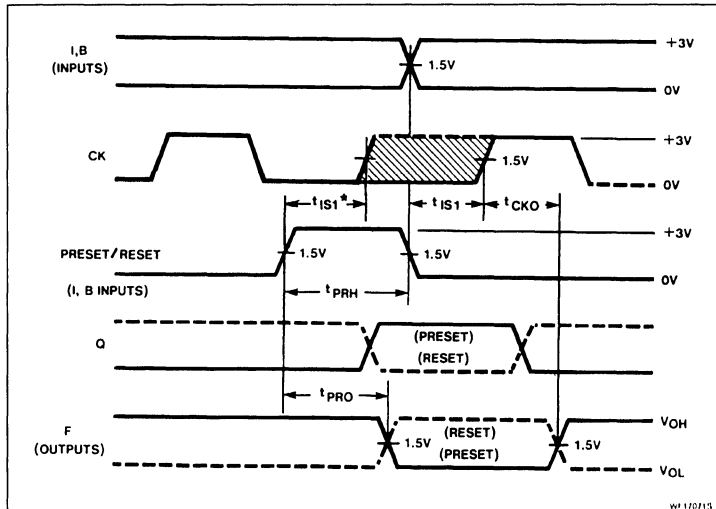 I,B
(INPUTS)
+3V
1.5V
0V
CK
+3V
1.5V
0V
tIS1*
tIS1
tCKO
PRESET/RESET
(I, B INPUTS)
1.5V
1.5V
+3V
0V
tPRH
Q
(PRESET)
(RESET)
tPRO
F
(OUTPUTS)
1.5V
(RESET)
(PRESET)
1.5V
VOH
VOL